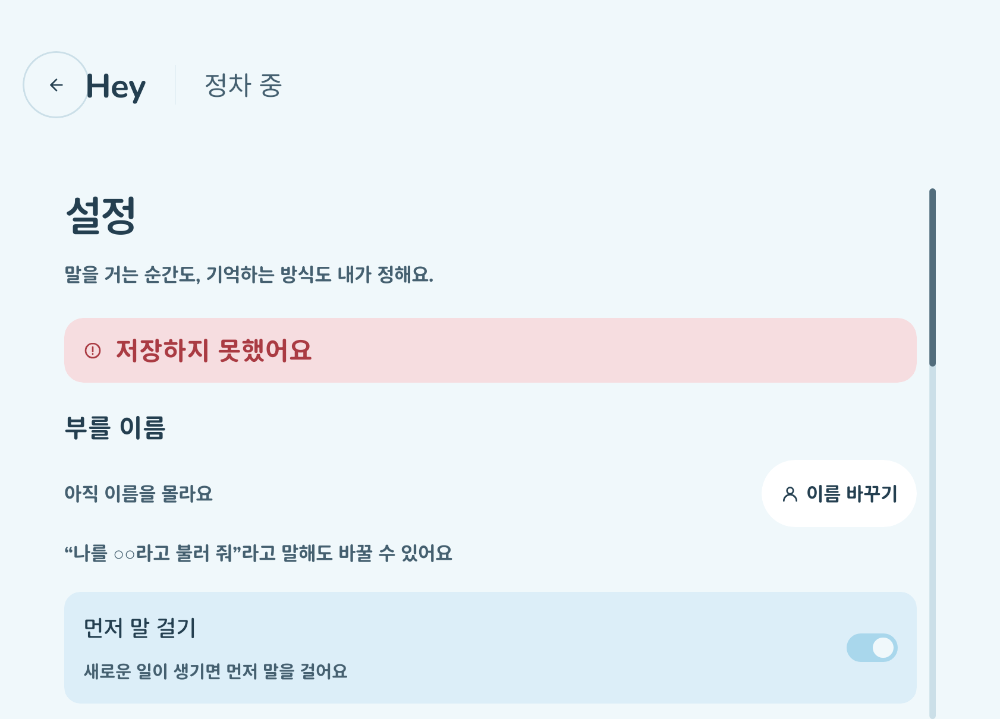 Hey
정차 중
설정
말을 거는 순간도, 기억하는 방식도 내가 정해요.
저장하지 못했어요
부를 이름
아직 이름을 몰라요
이름 바꾸기
“나를 ○○라고 불러 줘”라고 말해도 바꿀 수 있어요
먼저 말 걸기
새로운 일이 생기면 먼저 말을 걸어요